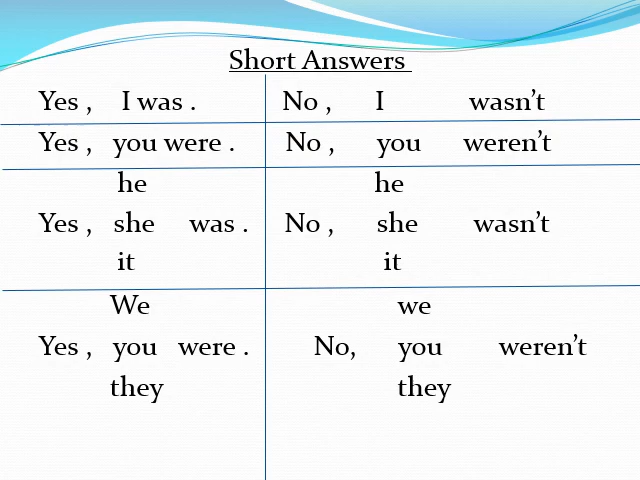 Short Answers
Yes , I was . No , I wasn't
Yes , you were . No , you weren't
he he
Yes , she was . No , she wasn't
it it
We we
Yes , you were . No, you weren't
they they